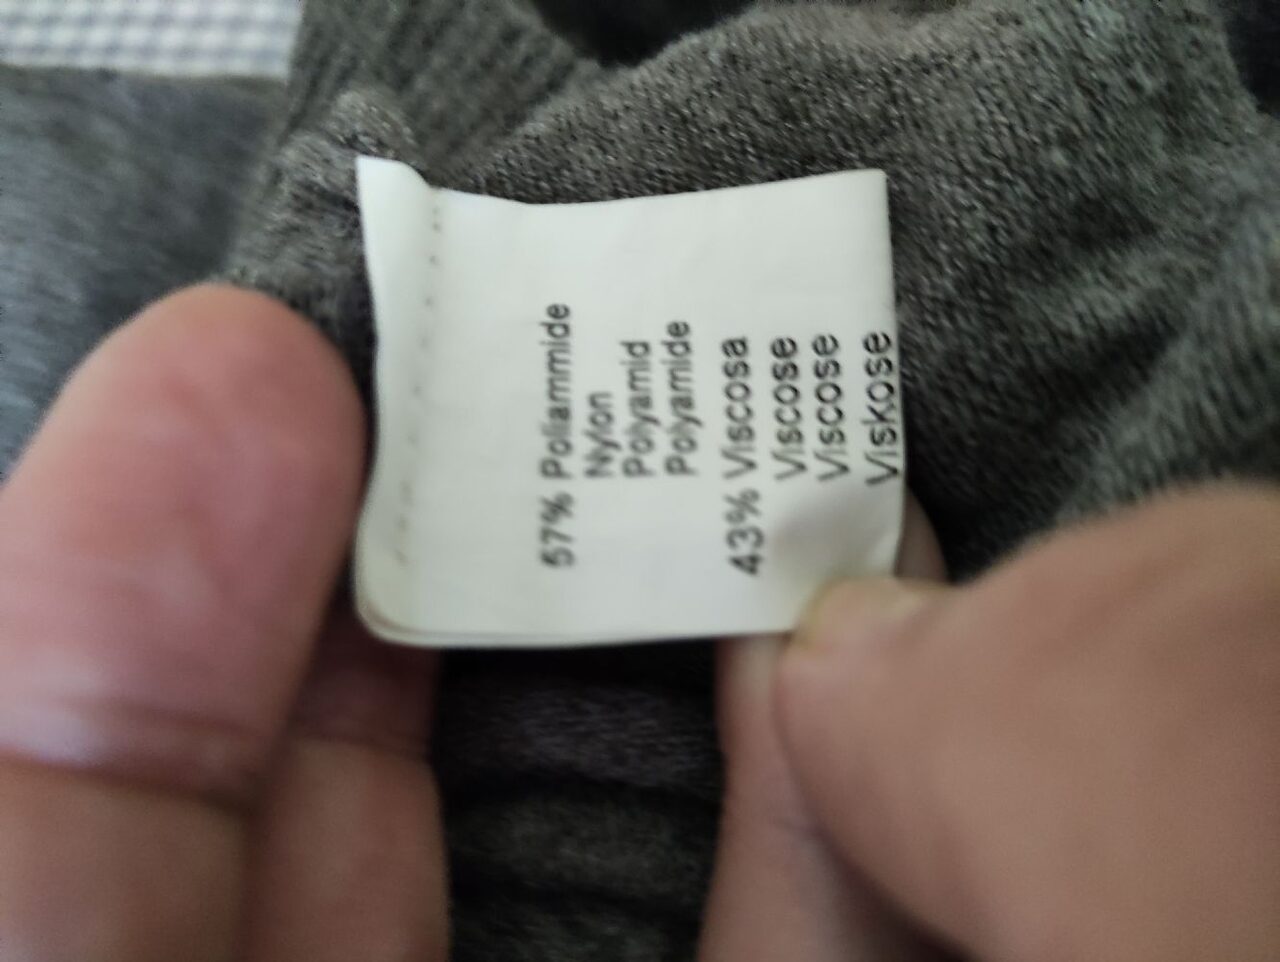 57% Poliammide
Nylon
Polyamid
Polyamide
43% Viscosa
Viscose
Viscose
Viskose